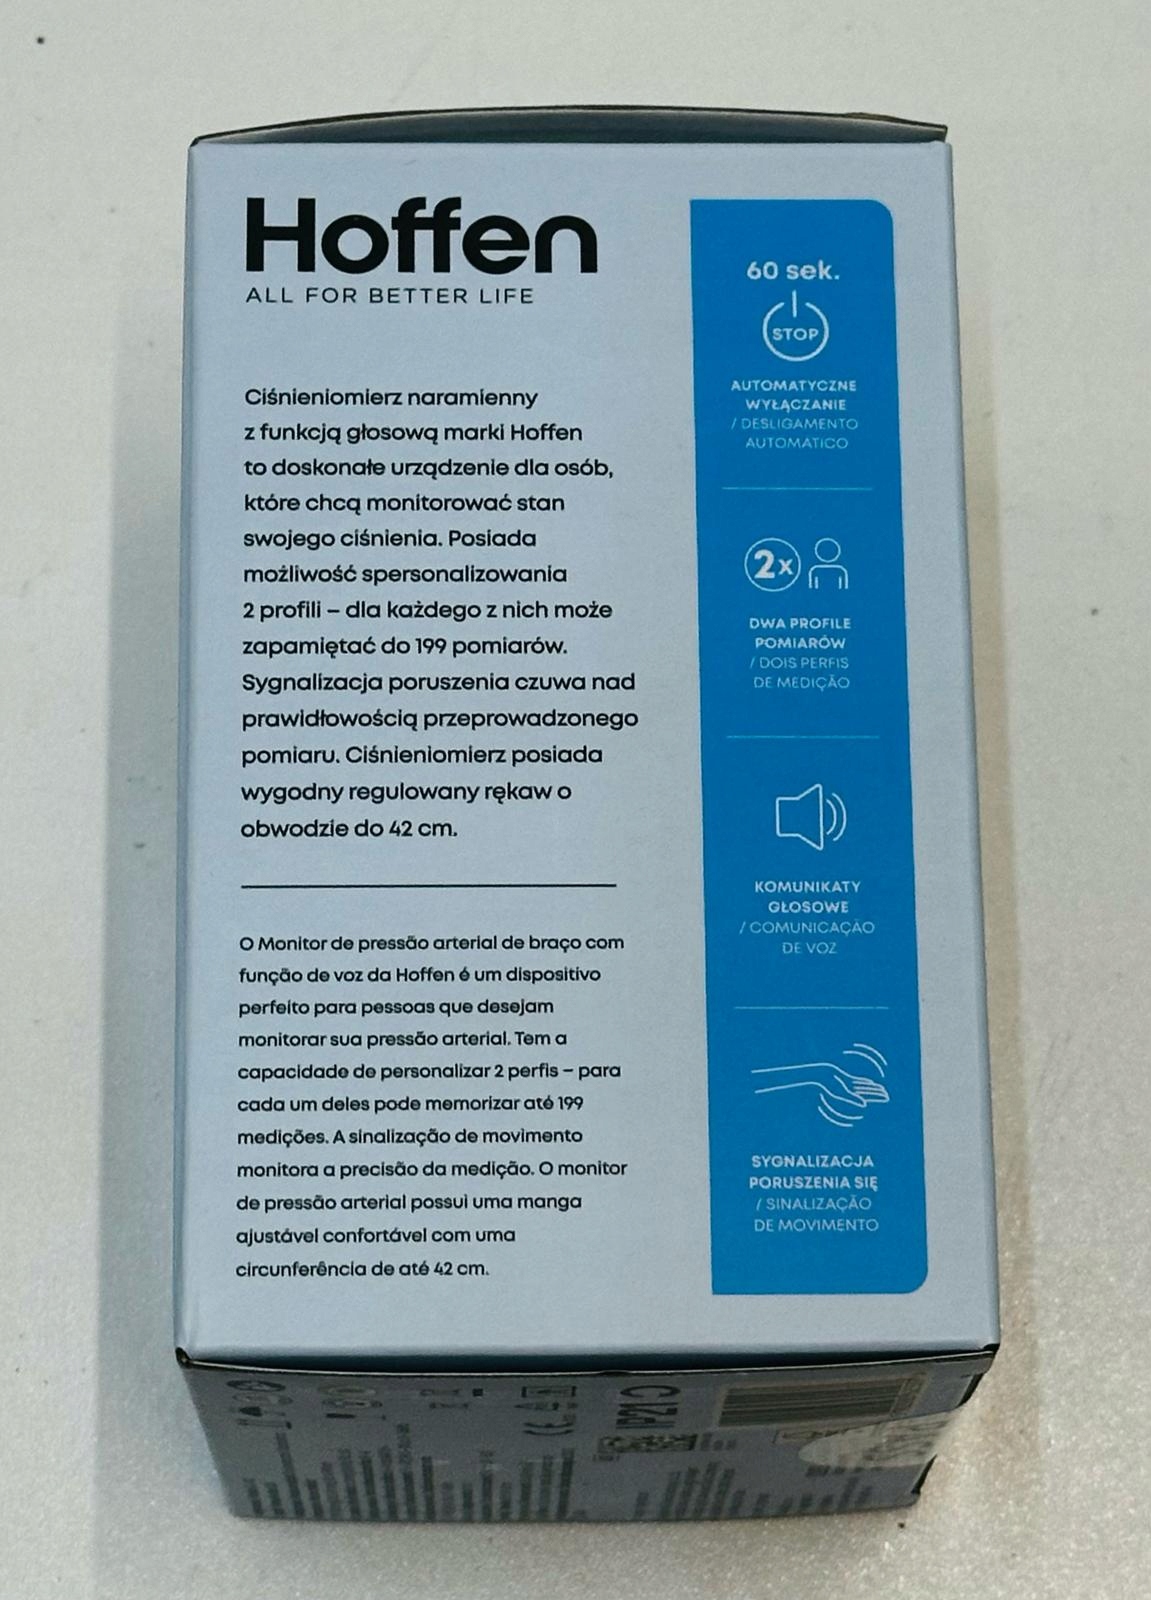 Hoffen
ALL FOR BETTER LIFE
Ciśnieniomierz naramienny
z funkcją głosową marki Hoffen
to doskonałe urządzenie dla osób,
które chcą monitorować stan
swojego ciśnienia. Posiada
możliwość spersonalizowania
2 profili – dla każdego z nich może
zapamiętać do 199 pomiarów.
Sygnalizacja poruszenia czuwa nad
prawidłowością przeprowadzonego
pomiaru. Ciśnieniomierz posiada
wygodny regulowany rękaw o
obwodzie do 42 cm.
O Monitor de pressão arterial de braço com
função de voz da Hoffen é um dispositivo
perfeito para pessoas que desejam
monitorar sua pressão arterial. Tem a
capacidade de personalizar 2 perfis – para
cada um deles pode memorizar até 199
medições. A sinalização de movimento
monitora a precisão da medição. O monitor
de pressão arterial possui uma manga
ajustável confortável com uma
circunferência de até 42 cm.
60 sek.
STOP
AUTOMATYCZNE
WYŁĄCZANIE
/ DESLIGAMENTO
AUTOMATICO
2x
DWA PROFILE
POMIARÓW
/ DOIS PERFIS
DE MEDIÇÃO
KOMUNIKATY
GŁOSOWE
/ COMUNICAÇÃO
DE VOZ
SYGNALIZACJA
PORUSZENIA SIĘ
/ SINALIZAÇÃO
DE MOVIMENTO
IP21
CE